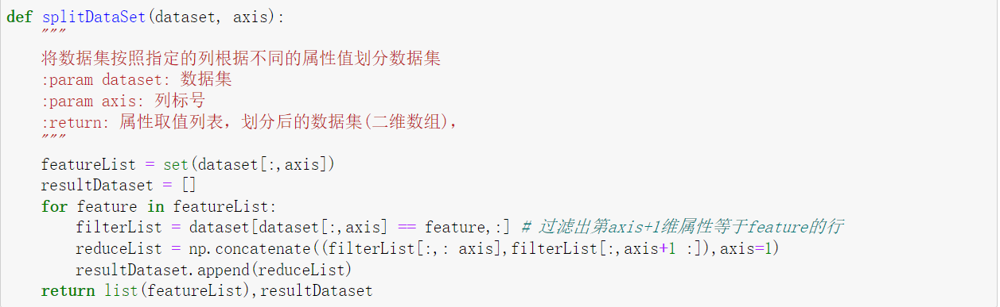 def splitDataSet(dataset, axis):
    """
    将数据集按照指定的列根据不同的属性值划分数据集
    :param dataset: 数据集
    :param axis: 列标号
    :return: 属性取值列表，划分后的数据集(二维数组)，
    """
    featureList = set(dataset[:,axis])
    resultDataset = []
    for feature in featureList:
        filterList = dataset[dataset[:,axis] == feature,:] # 过滤出第axis+1维属性等于feature的行
        reduceList = np.concatenate((filterList[:,: axis],filterList[:,axis+1 :]),axis=1)
        resultDataset.append(reduceList)
    return list(featureList),resultDataset